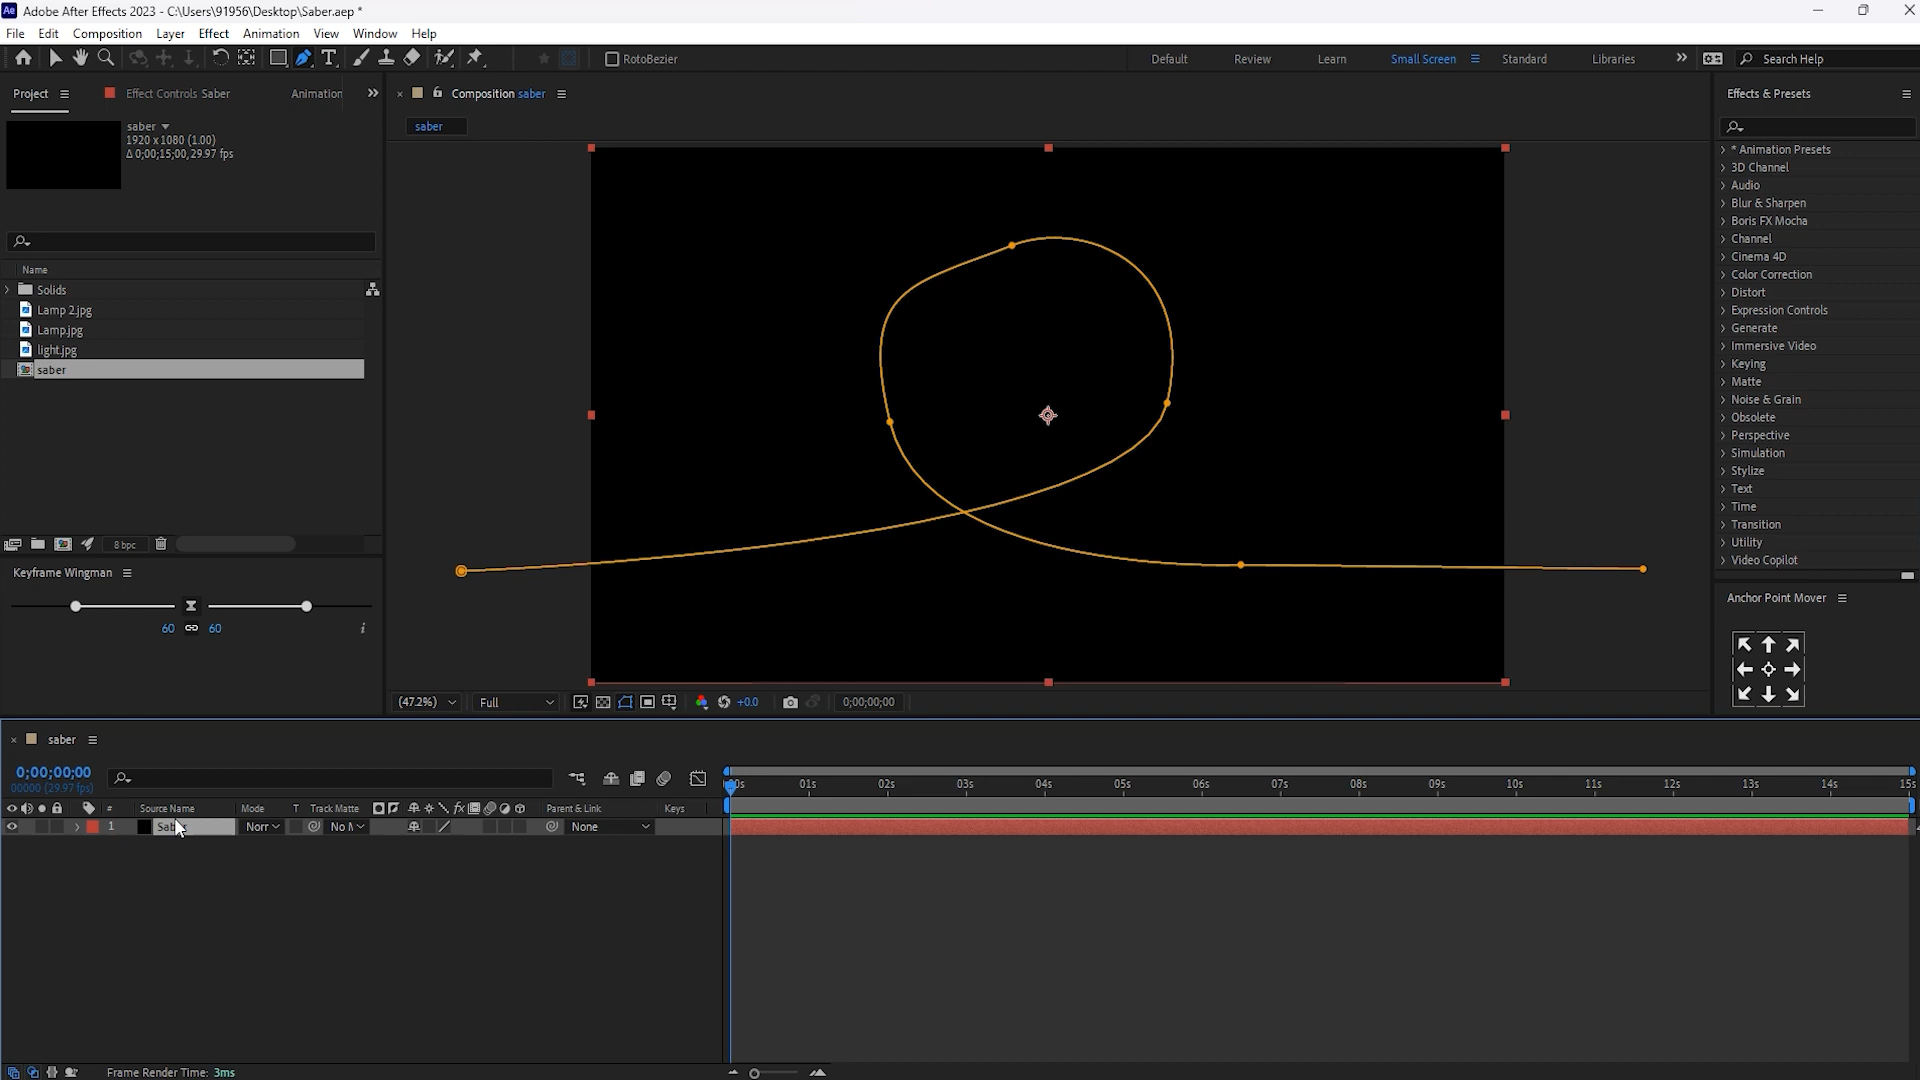 Adobe After Effects 2023 - C:\Users\91956\Desktop\Saber.aep *
File Edit Composition Layer Effect Animation View Window Help
RotoBezier
Default Review Learn Small Screen Standard Libraries Search Help
Project Effect Controls Saber Animation
Composition saber
Effects & Presets
saber
1920 x 1080 (1.00)
Δ 0;00;15;00, 29.97 fps
saber
Name
Solids
Lamp 2.jpg
Lamp.jpg
light.jpg
saber
8 bpc
Keyframe Wingman
60 60
* Animation Presets
3D Channel
Audio
Blur & Sharpen
Boris FX Mocha
Channel
Cinema 4D
Color Correction
Distort
Expression Controls
Generate
Immersive Video
Keying
Matte
Noise & Grain
Obsolete
Perspective
Simulation
Stylize
Text
Time
Transition
Utility
Video Copilot
Anchor Point Mover
(47.2%) Full +0.0 0;00;00;00
saber
0;00;00;00
00000 (29.97 fps)
01s 02s 03s 04s 05s 06s 07s 08s 09s 10s 11s 12s 13s 14s 15s
# Source Name Mode T Track Matte fx Parent & Link Keys
1 Norr No M None
Frame Render Time: 3ms